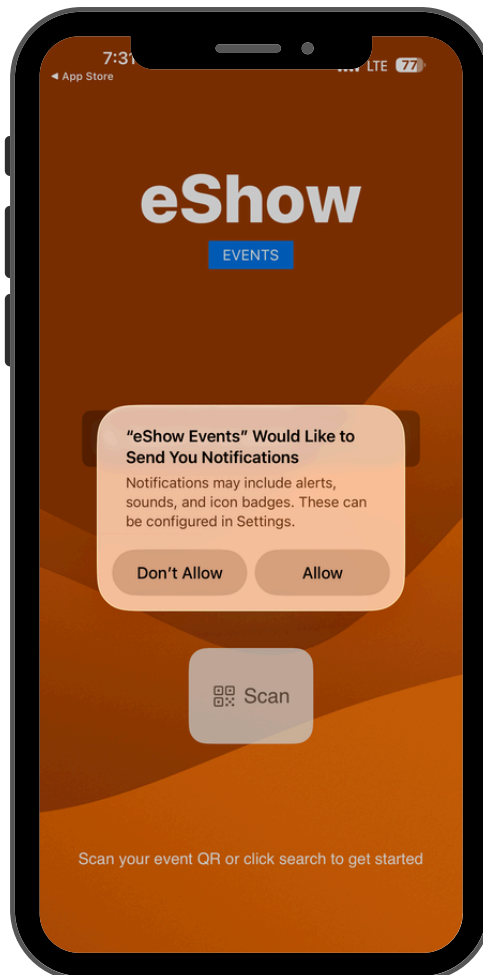 7:31
LTE 77
◀ App Store
eShow
EVENTS
“eShow Events” Would Like to
Send You Notifications
Notifications may include alerts,
sounds, and icon badges. These can
be configured in Settings.
Don’t Allow
Allow
Scan
Scan your event QR or click search to get started